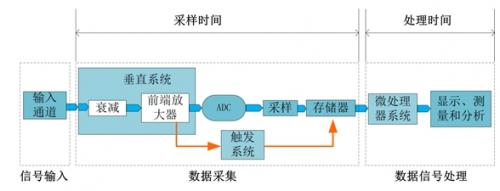 采样时间
处理时间
垂直系统
输入
通道
衰减
前端放
大器
ADC
采样
存储器
微处理
器系统
显示、测
量和分析
触发
系统
信号输入
数据采集
数据信号处理